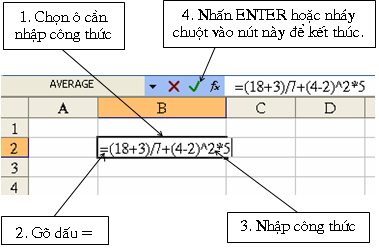 1. Chọn ô cần
nhập công thức
4. Nhấn ENTER hoặc nháy
chuột vào nút này để kết thúc.
AVERAGE fx =(18+3)/7+(4-2)^2*5
A B C D
1
2 =(18+3)/7+(4-2)^2*5
3
4
2. Gõ dấu =
3. Nhập công thức